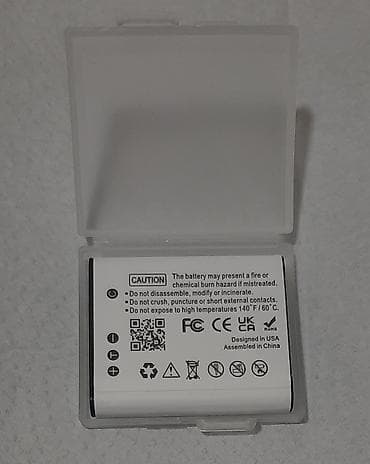 CAUTION The battery may present a fire or
chemical burn hazard if mistreated.
• Do not disassemble, modify or incinerate.
• Do not crush, puncture or short external contacts.
• Do not expose to high temperatures 140°F / 60°C.
FC CE UK CA
Designed in USA
Assembled in China